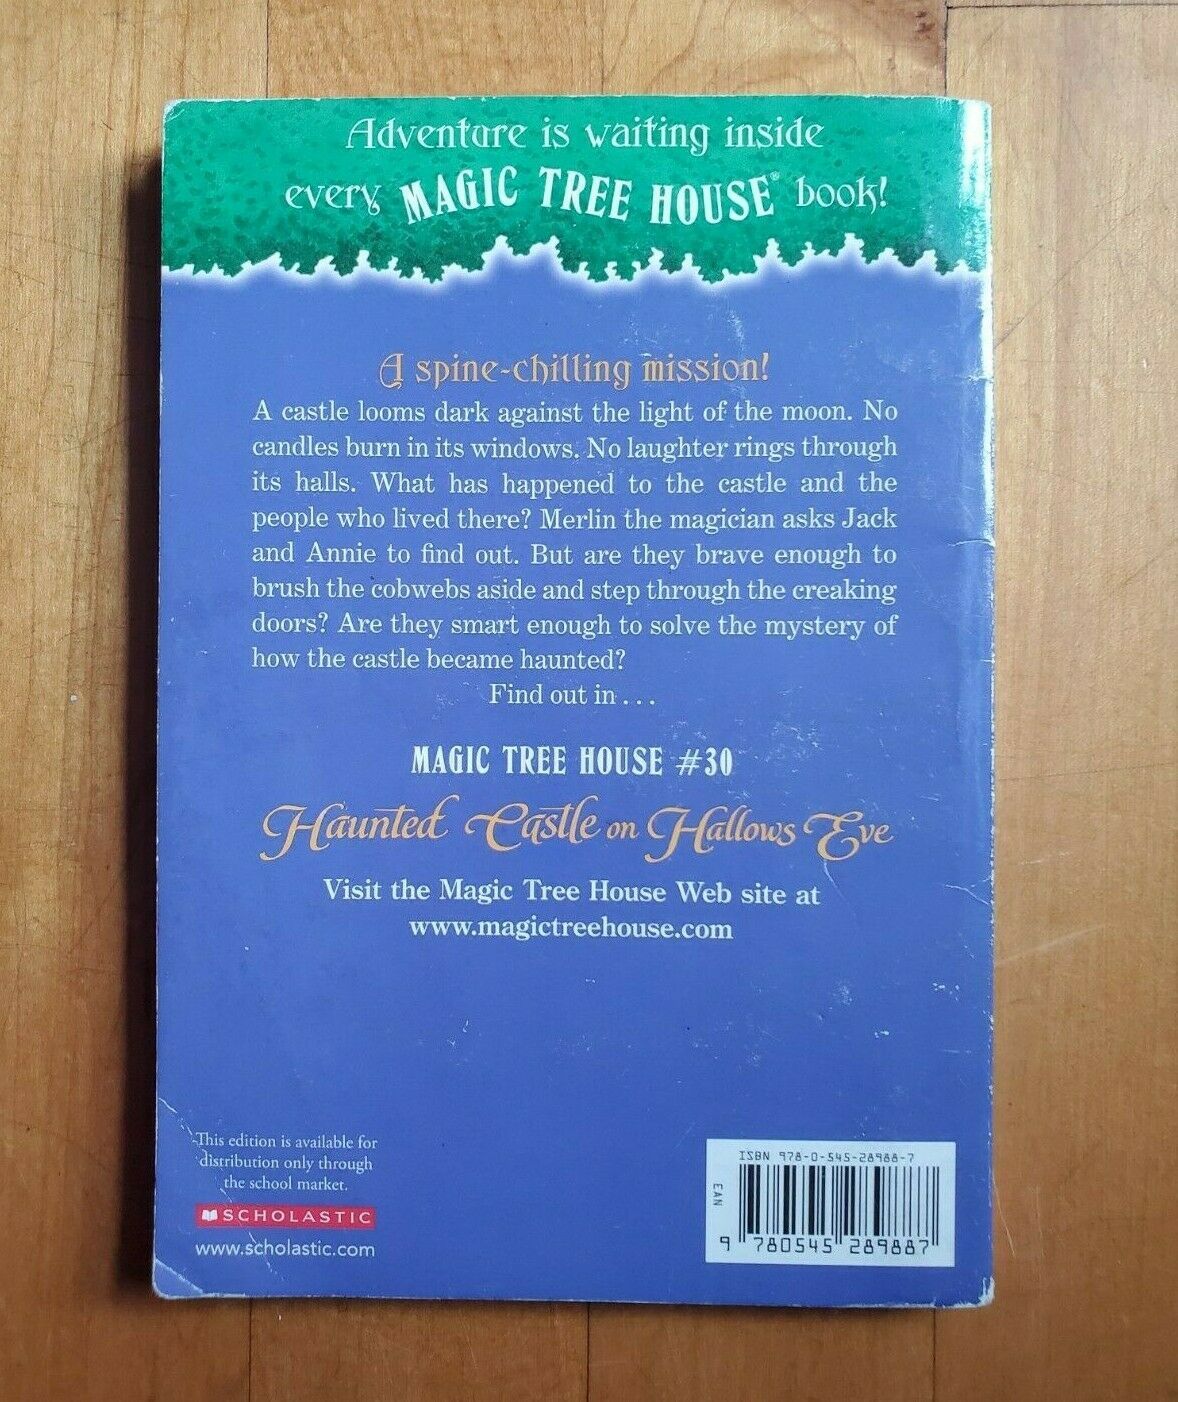 Adventure is waiting inside
every MAGIC TREE HOUSE® book!
A spine-chilling mission!
A castle looms dark against the light of the moon. No
candles burn in its windows. No laughter rings through
its halls. What has happened to the castle and the
people who lived there? Merlin the magician asks Jack
and Annie to find out. But are they brave enough to
brush the cobwebs aside and step through the creaking
doors? Are they smart enough to solve the mystery of
how the castle became haunted?
Find out in . . .
MAGIC TREE HOUSE #30
Haunted Castle on Hallows Eve
Visit the Magic Tree House Web site at
www.magictreehouse.com
This edition is available for
distribution only through
the school market.
SCHOLASTIC
www.scholastic.com
ISBN 978-0-545-28988-7
EAN
9 780545 289887